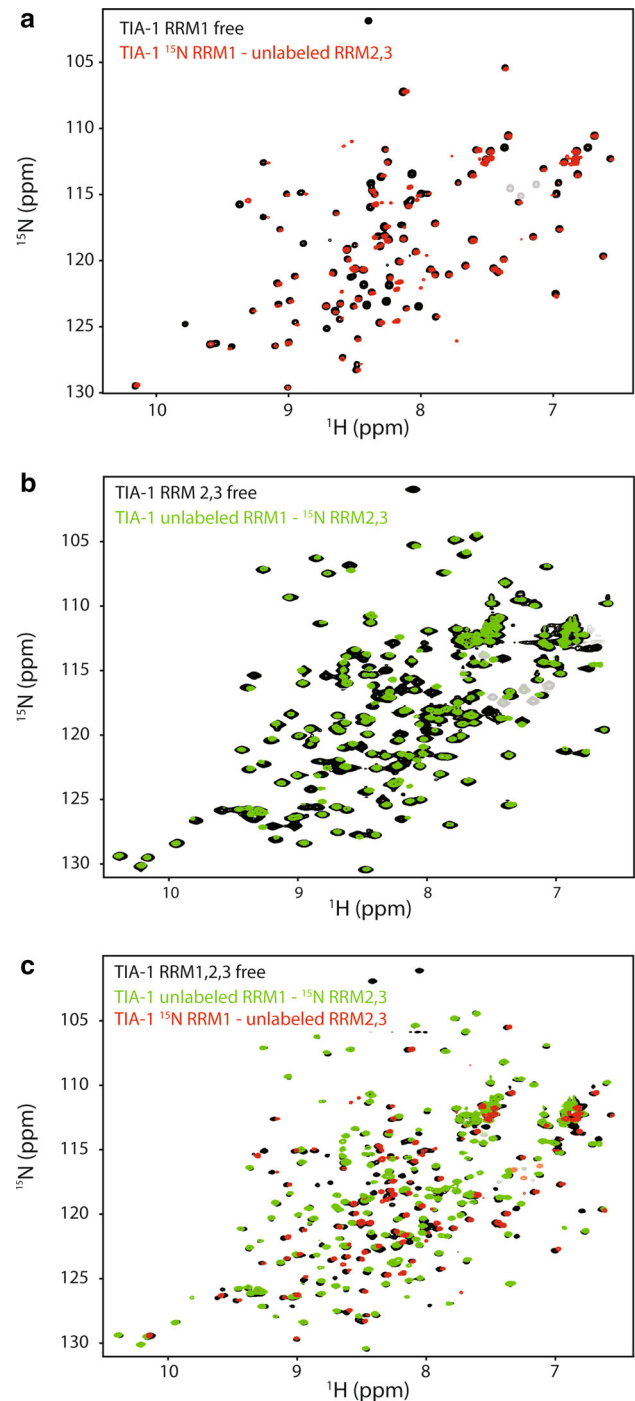 a
TIA-1 RRM1 free
TIA-1 ¹⁵N RRM1 - unlabeled RRM2,3
105
110
115
120
125
130
¹⁵N (ppm)
10
9
8
7
¹H (ppm)
b
TIA-1 RRM 2,3 free
TIA-1 unlabeled RRM1 - ¹⁵N RRM2,3
105
110
115
120
125
130
¹⁵N (ppm)
10
9
8
7
¹H (ppm)
c
TIA-1 RRM1,2,3 free
TIA-1 unlabeled RRM1 - ¹⁵N RRM2,3
TIA-1 ¹⁵N RRM1 - unlabeled RRM2,3
105
110
115
120
125
130
¹⁵N (ppm)
10
9
8
7
¹H (ppm)